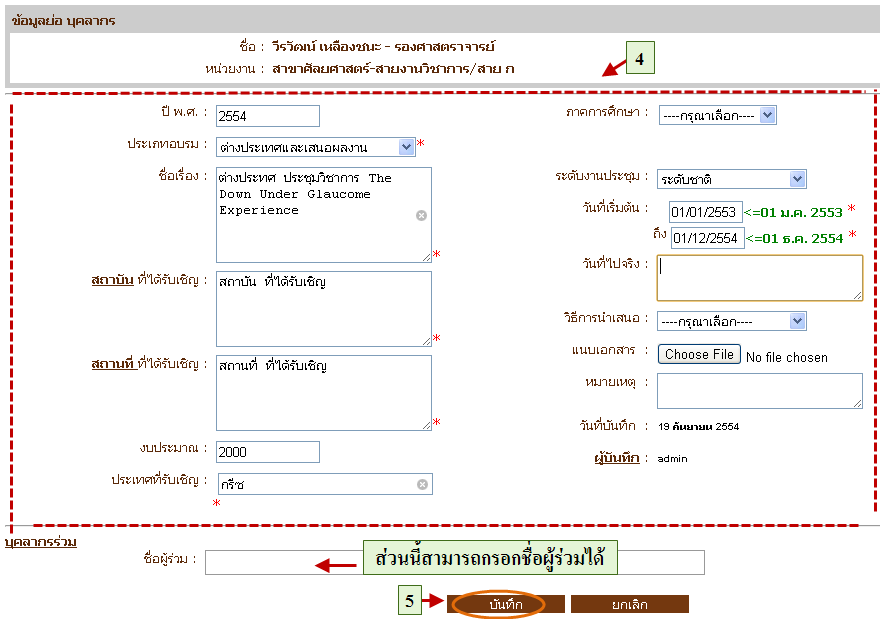 ข้อมูลย่อ บุคลากร
ชื่อ : วีรวัฒน์ เหลืองชนะ - รองศาสตราจารย์
หน่วยงาน : สาขาศัลยศาสตร์-สายงานวิชาการ/สาย ก
4
ปี พ.ศ. : 2554
ภาคการศึกษา : ----กรุณาเลือก----
ประเภทอบรม : ต่างประเทศและเสนอผลงาน *
ชื่อเรื่อง : ต่างประเทศ ประชุมวิชาการ The
Down Under Glaucome
Experience
*
ระดับงานประชุม : ระดับชาติ
วันที่เริ่มต้น : 01/01/2553 <=01 ม.ค. 2553 *
ถึง 01/12/2554 <=01 ธ.ค. 2554 *
สถาบัน ที่ได้รับเชิญ : สถาบัน ที่ได้รับเชิญ
*
วันที่ไปจริง :
วิธีการนำเสนอ : ----กรุณาเลือก----
สถานที่ ที่ได้รับเชิญ : สถานที่ ที่ได้รับเชิญ
*
แนบเอกสาร : Choose File No file chosen
หมายเหตุ :
งบประมาณ : 2000
วันที่บันทึก : 19 กันยายน 2554
ประเทศที่รับเชิญ : กรีซ
*
ผู้บันทึก : admin
บุคลากรร่วม
ชื่อผู้ร่วม :
ส่วนนี้สามารถกรอกชื่อผู้ร่วมได้
5
บันทึก
ยกเลิก